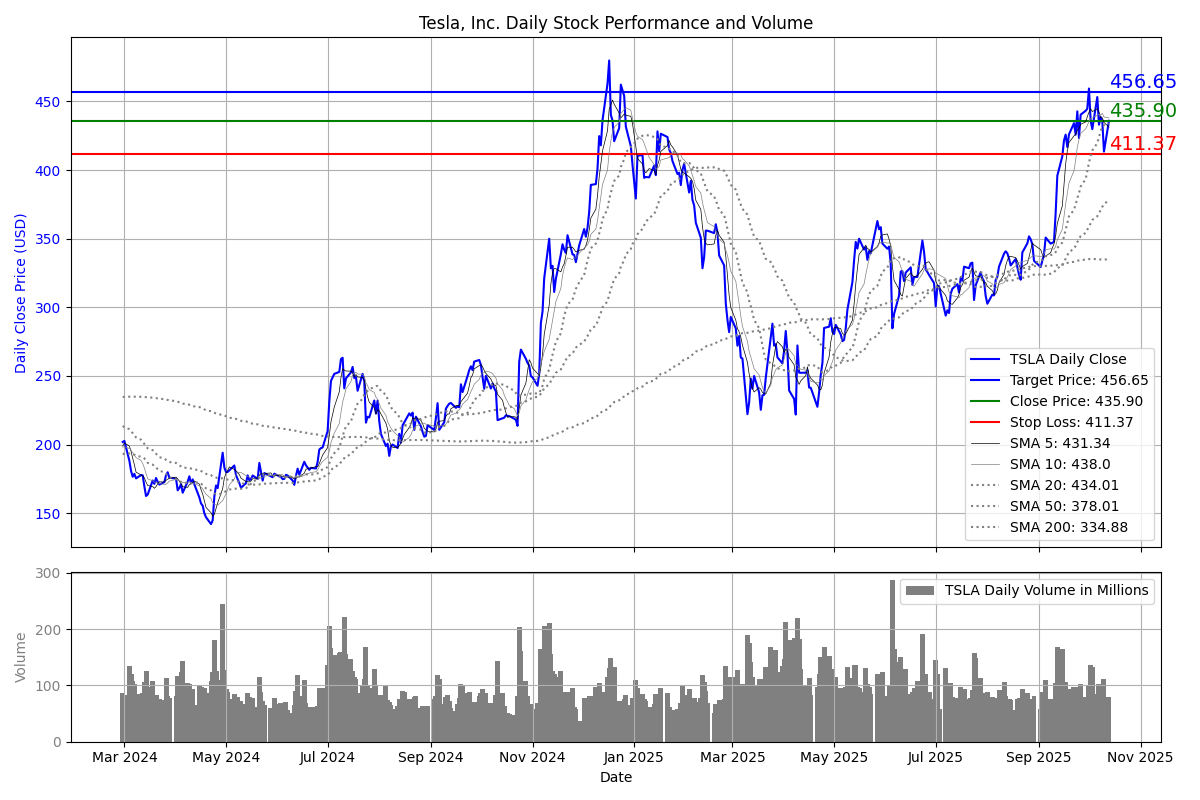 Tesla, Inc. Daily Stock Performance and Volume
Daily Close Price (USD)
450
400
350
300
250
200
150
456.65
435.90
411.37
TSLA Daily Close
Target Price: 456.65
Close Price: 435.90
Stop Loss: 411.37
SMA 5: 431.34
SMA 10: 438.0
SMA 20: 434.01
SMA 50: 378.01
SMA 200: 334.88
Volume
300
200
100
0
TSLA Daily Volume in Millions
Mar 2024 May 2024 Jul 2024 Sep 2024 Nov 2024 Jan 2025 Mar 2025 May 2025 Jul 2025 Sep 2025 Nov 2025
Date